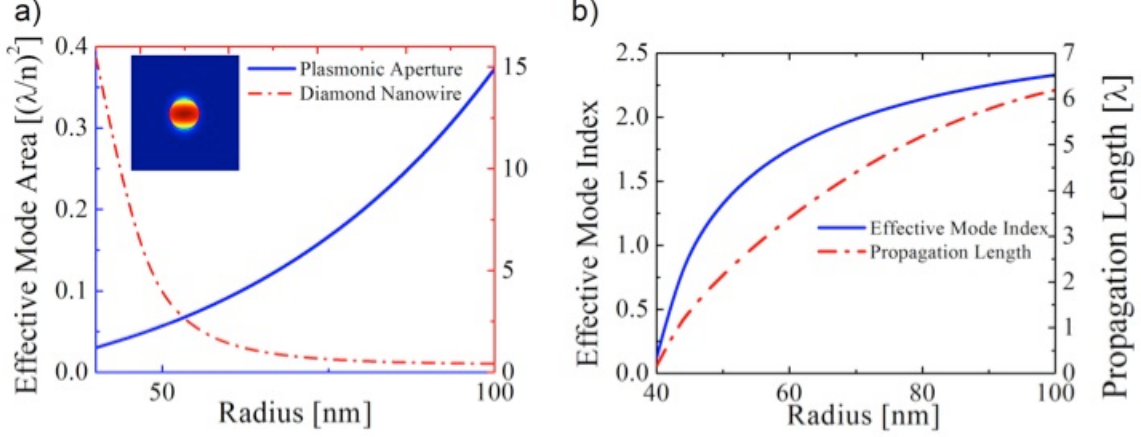 a)
Effective Mode Area [(λ/n)²]
0.4
0.3
0.2
0.1
0.0
Plasmonic Aperture
Diamond Nanowire
15
10
5
0
50
100
Radius [nm]
b)
Effective Mode Index
2.5
2.0
1.5
1.0
0.5
0.0
Effective Mode Index
Propagation Length
7
6
5
4
3
2
1
0
Propagation Length [λ]
40
60
80
100
Radius [nm]